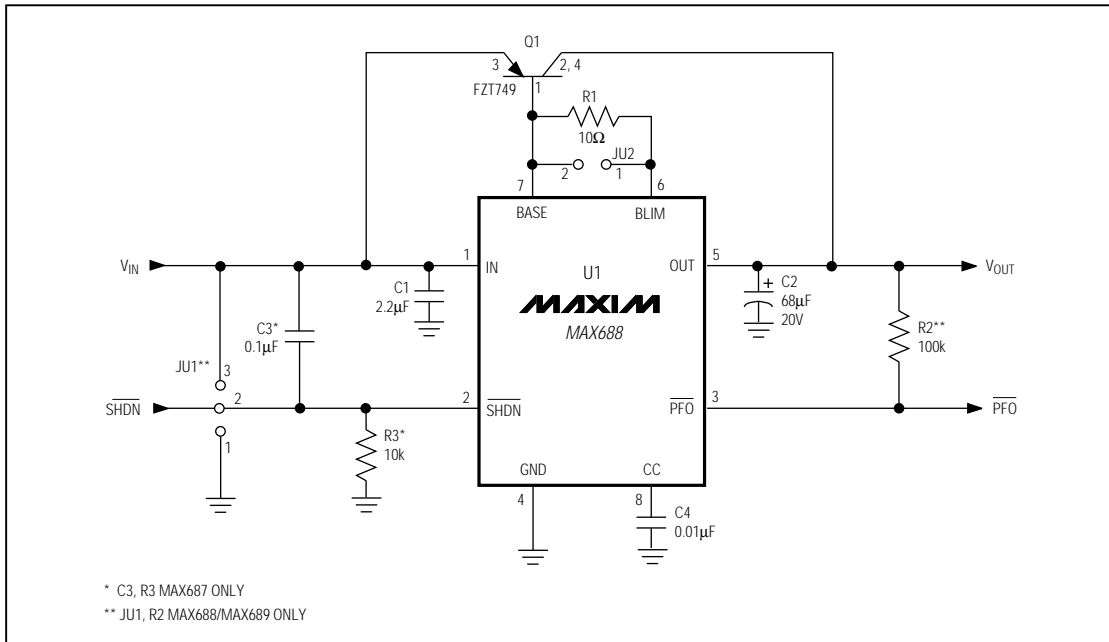 Q1
3
2, 4
FZT749
1
R1
10Ω
JU2
2
1
7
6
BASE
BLIM
VIN
1
IN
U1
OUT
5
VOUT
C1
2.2µF
MAXIM
MAX688
+
C2
68µF
20V
C3*
0.1µF
R2**
100k
JU1**
3
SHDN
2
2
SHDN
PFO
3
PFO
1
R3*
10k
GND
CC
4
8
C4
0.01µF
* C3, R3 MAX687 ONLY
** JU1, R2 MAX688/MAX689 ONLY